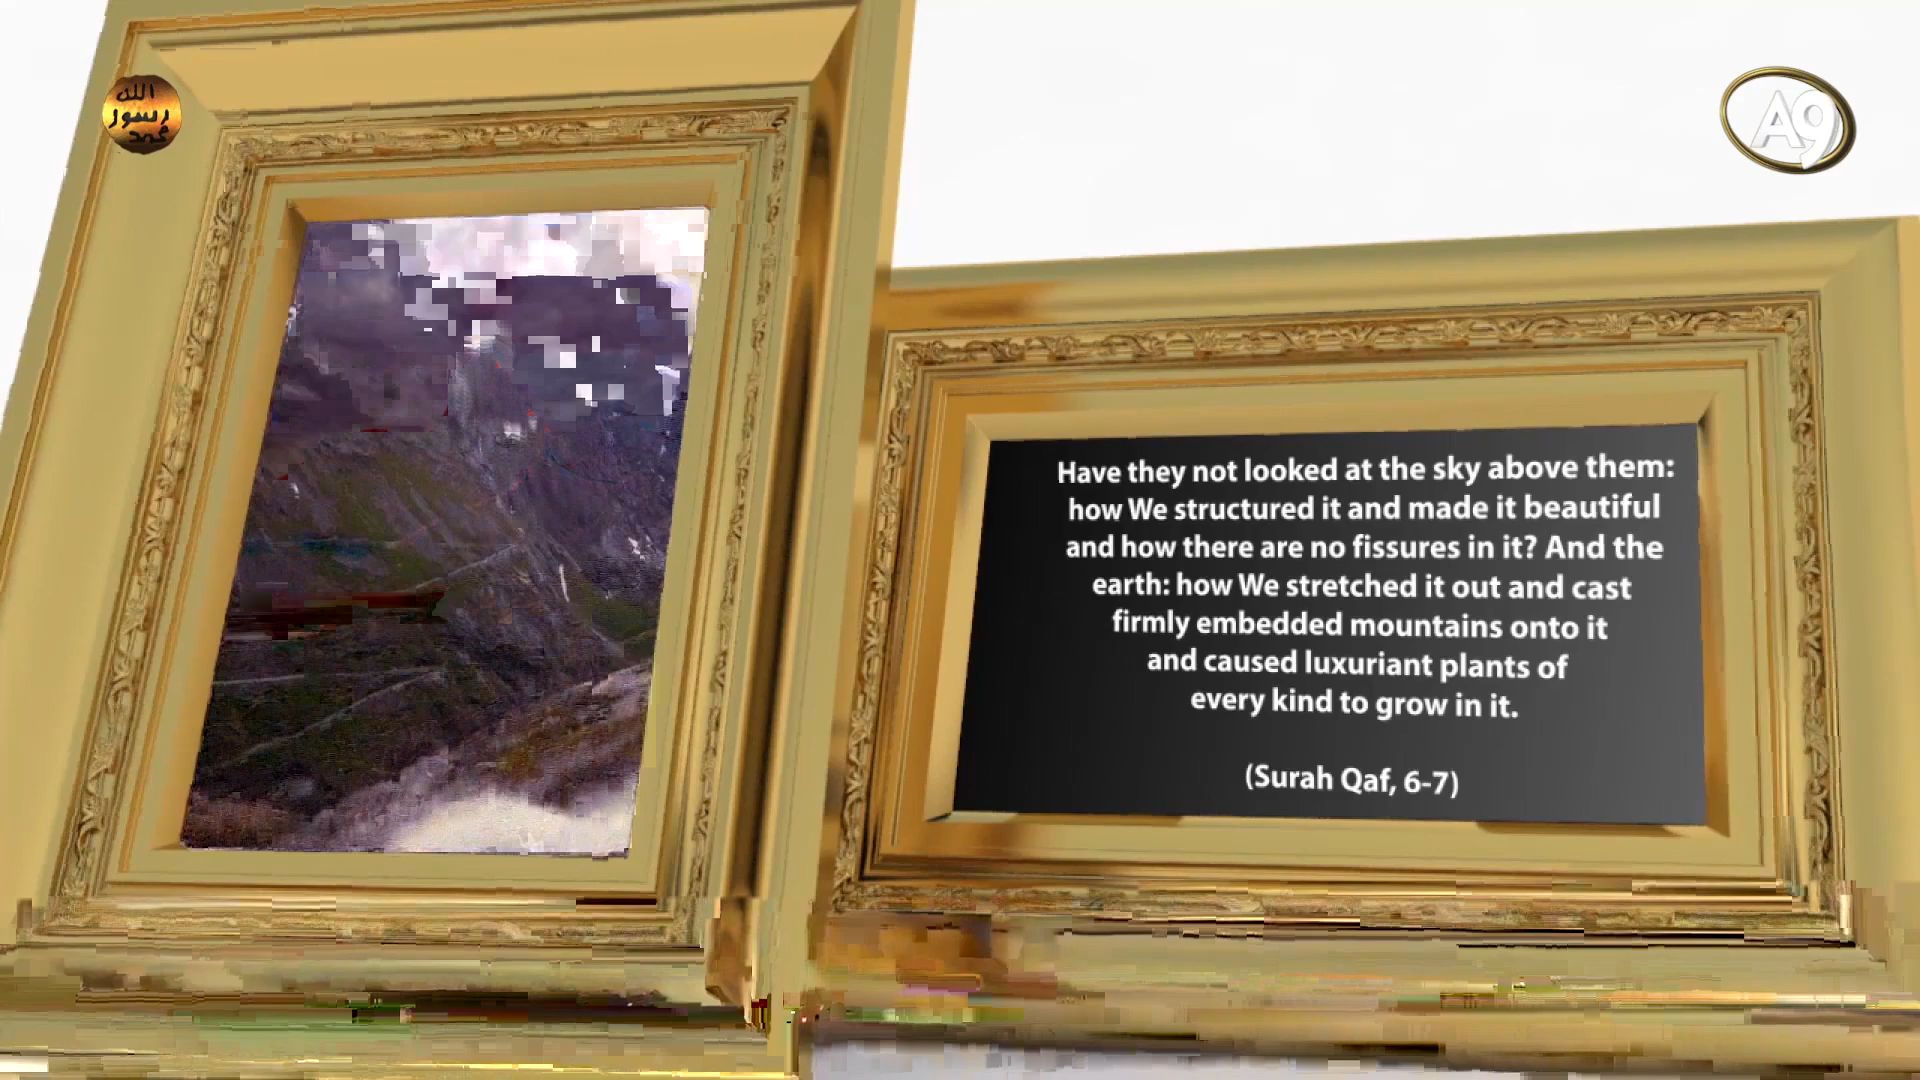 الله
رسول
محمد
A9
Have they not looked at the sky above them:
how We structured it and made it beautiful
and how there are no fissures in it? And the
earth: how We stretched it out and cast
firmly embedded mountains onto it
and caused luxuriant plants of
every kind to grow in it.
(Surah Qaf, 6-7)